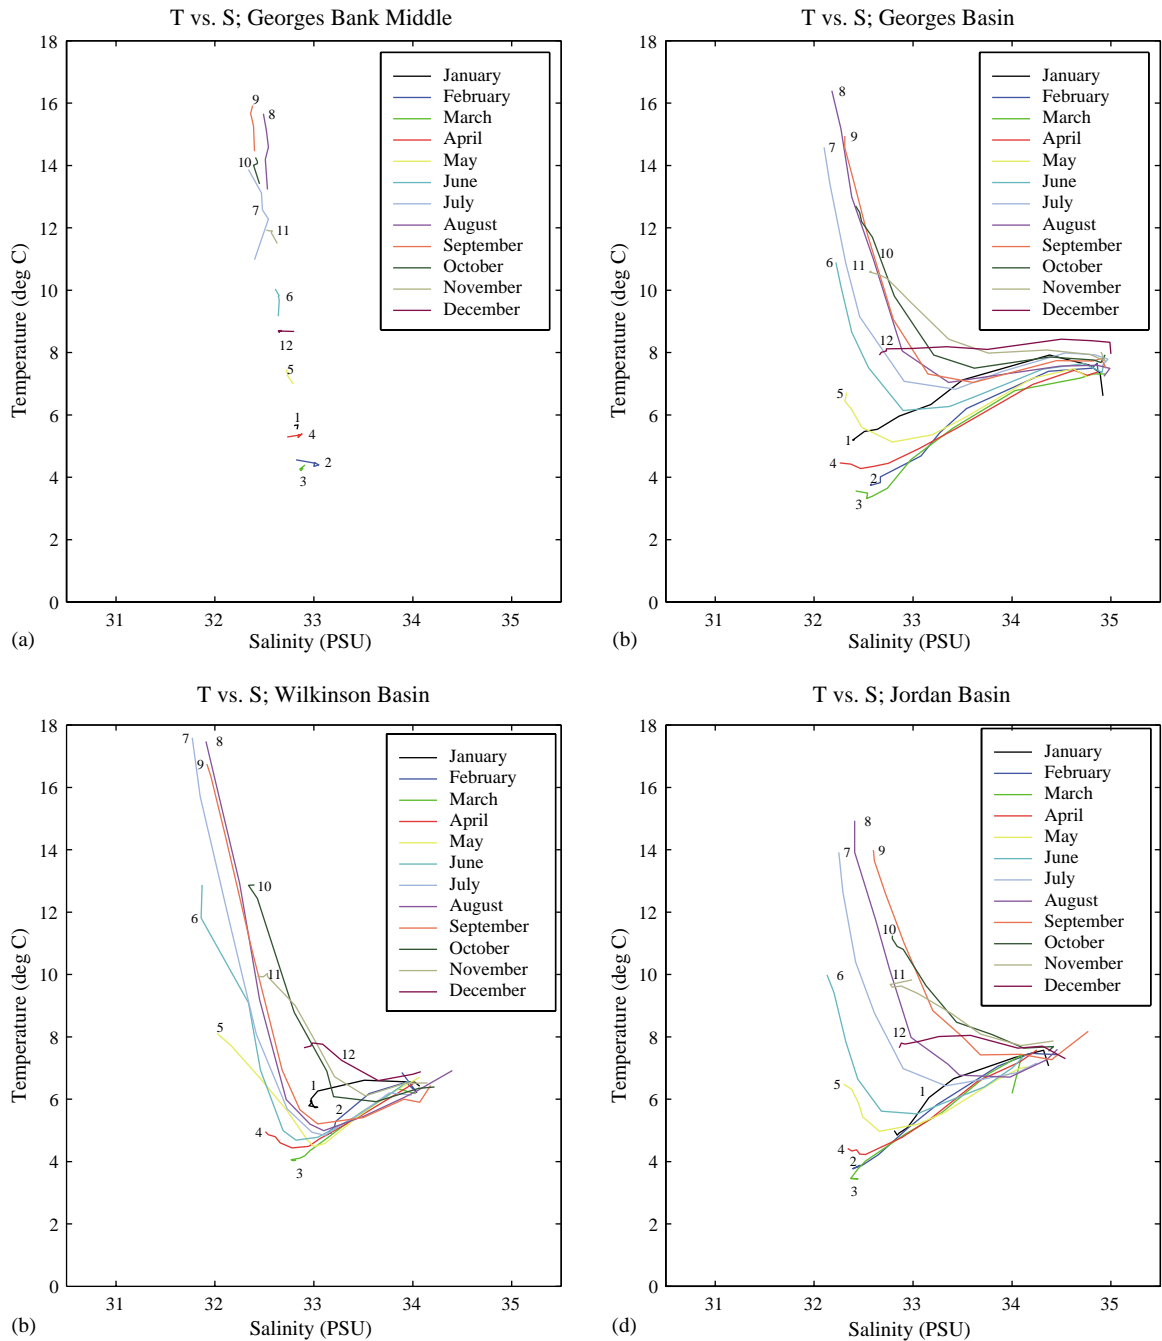 T vs. S; Georges Bank Middle
18
16
14
12
10
8
6
4
2
0
Temperature (deg C)
31
32
33
34
35
Salinity (PSU)
(a)
9
8
10
7
11
6
12
5
1
4
2
3
January
February
March
April
May
June
July
August
September
October
November
December
T vs. S; Georges Basin
18
16
14
12
10
8
6
4
2
0
Temperature (deg C)
31
32
33
34
35
Salinity (PSU)
(b)
8
9
7
10
6
11
12
5
1
4
2
3
January
February
March
April
May
June
July
August
September
October
November
December
T vs. S; Wilkinson Basin
18
16
14
12
10
8
6
4
2
0
Temperature (deg C)
31
32
33
34
35
Salinity (PSU)
(b)
7
8
9
10
6
11
5
12
1
2
4
3
January
February
March
April
May
June
July
August
September
October
November
December
T vs. S; Jordan Basin
18
16
14
12
10
8
6
4
2
0
Temperature (deg C)
31
32
33
34
35
Salinity (PSU)
(d)
8
7
9
10
6
11
12
5
1
4
2
3
January
February
March
April
May
June
July
August
September
October
November
December